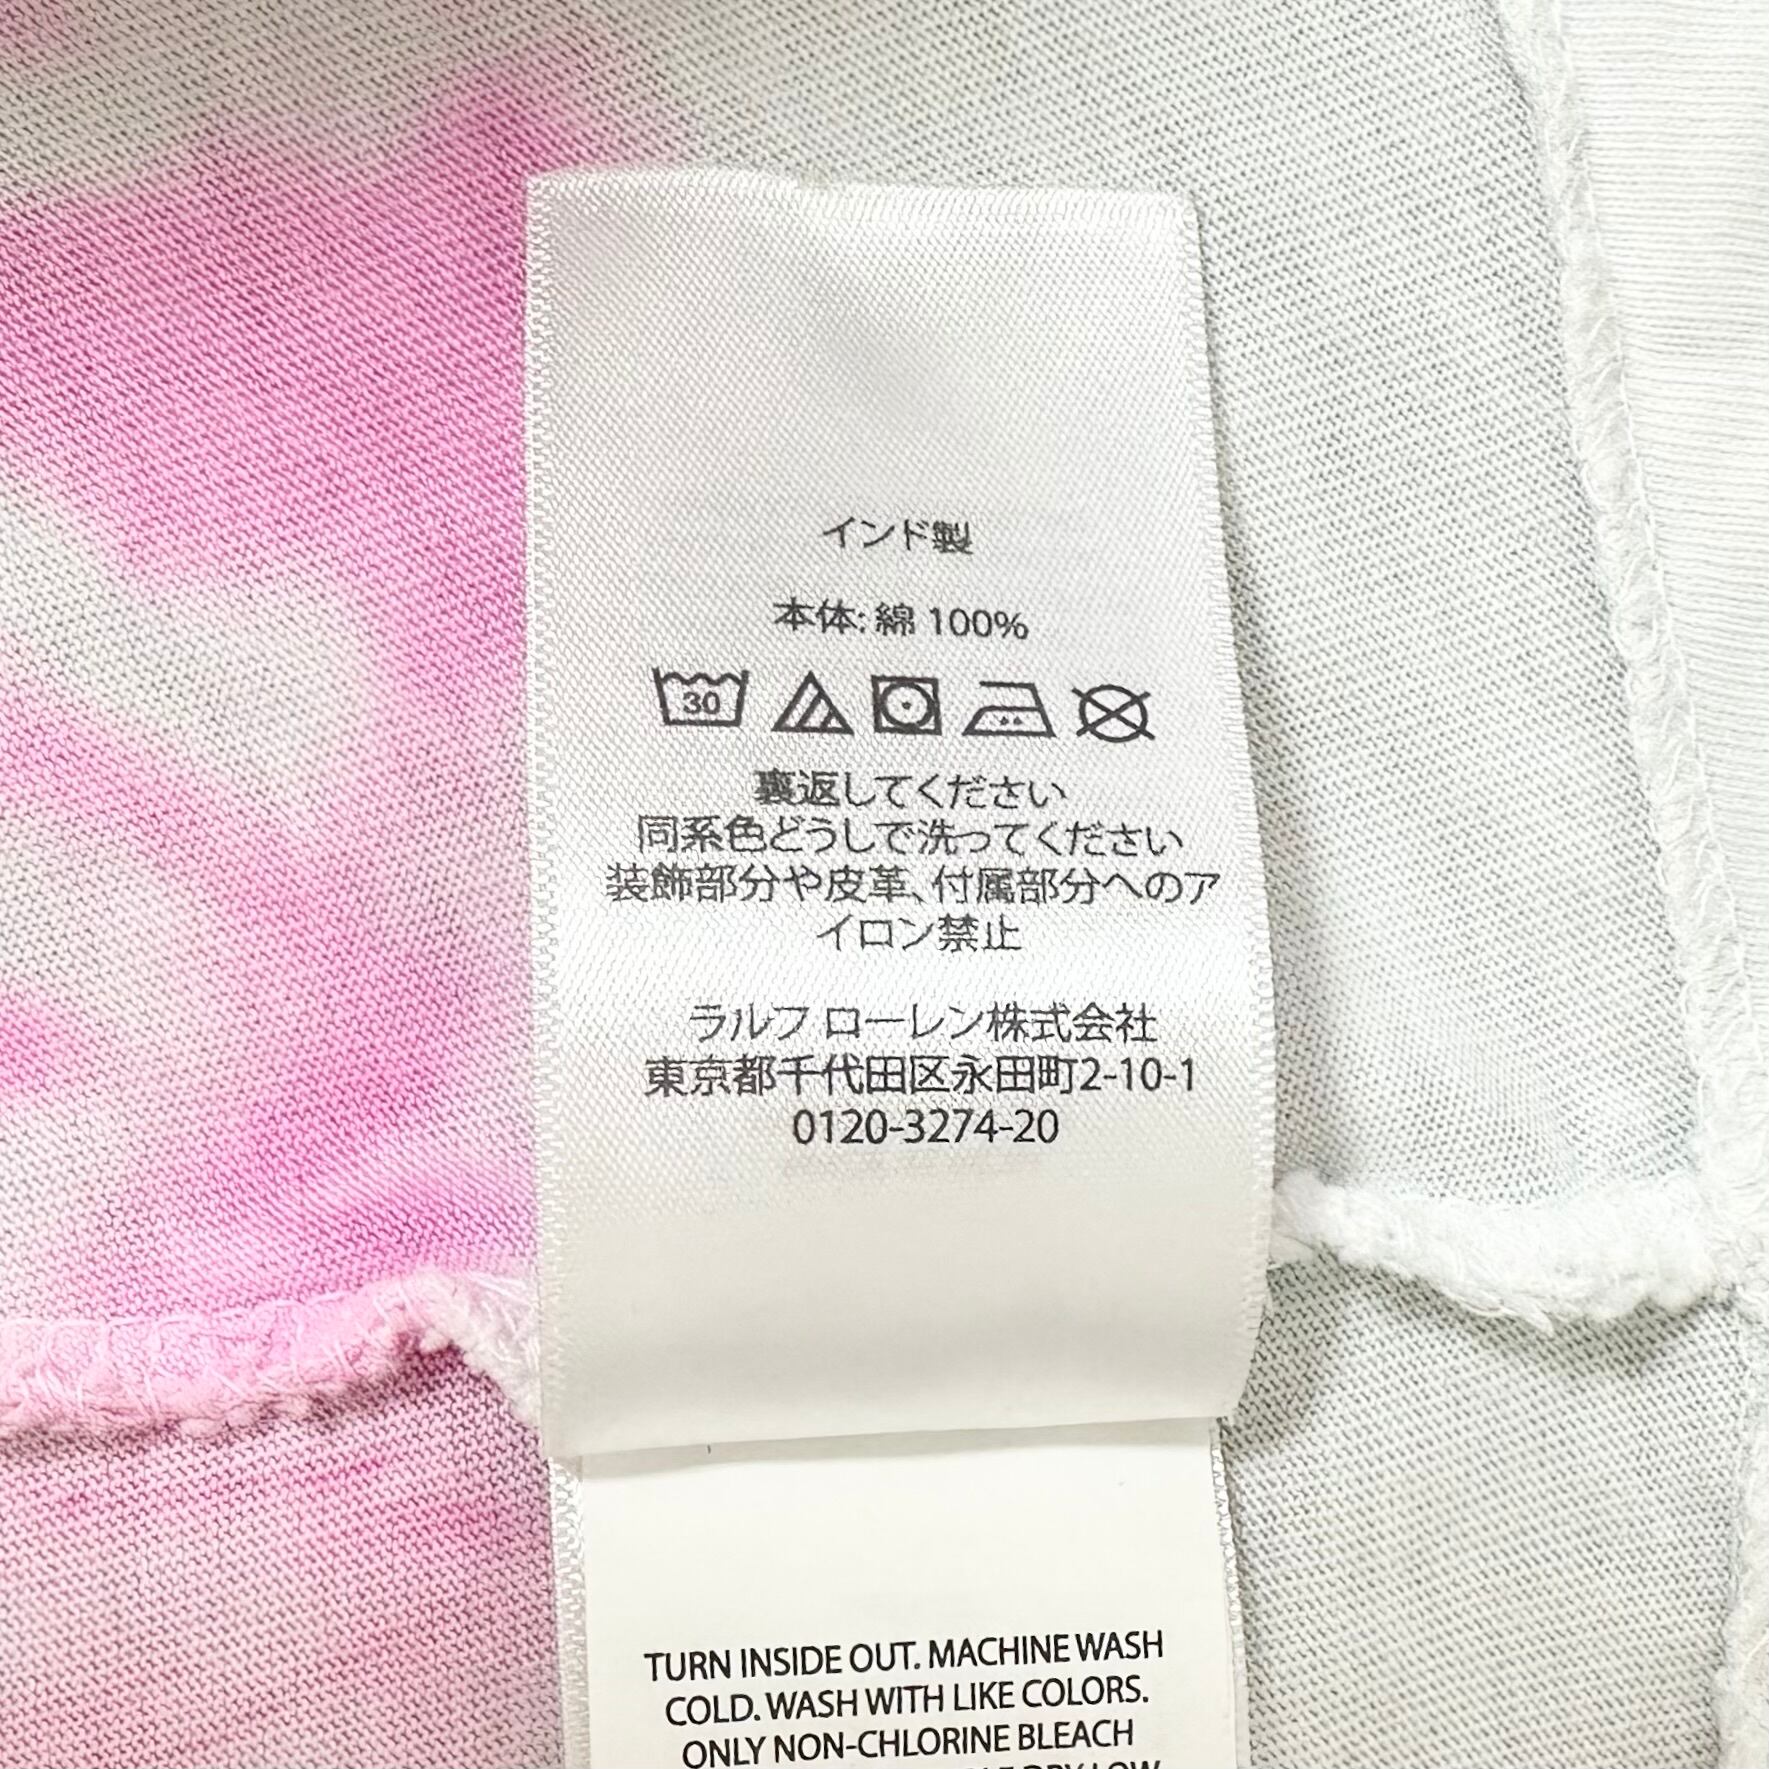 インド製
本体: 綿 100%
30
裏返してください
同系色どうしで洗ってください
装飾部分や皮革、付属部分へのア
イロン禁止
ラルフ ローレン株式会社
東京都千代田区永田町2-10-1
0120-3274-20
TURN INSIDE OUT. MACHINE WASH
COLD. WASH WITH LIKE COLORS.
ONLY NON-CHLORINE BLEACH
DRY LOW